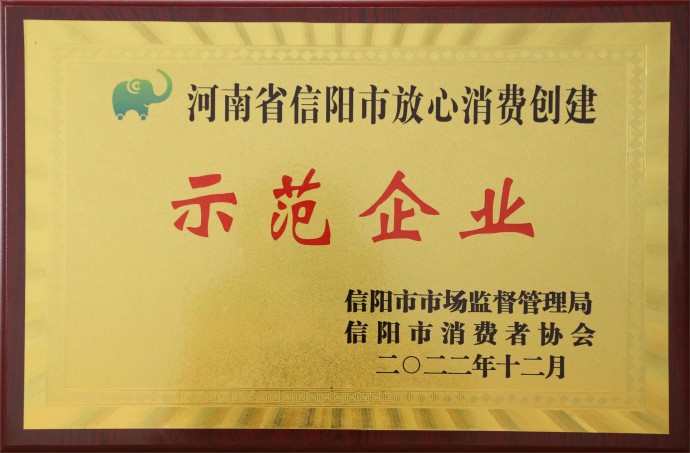 河南省信阳市放心消费创建
示范企业
信阳市市场监督管理局
信阳市消费者协会
二〇二二年十二月